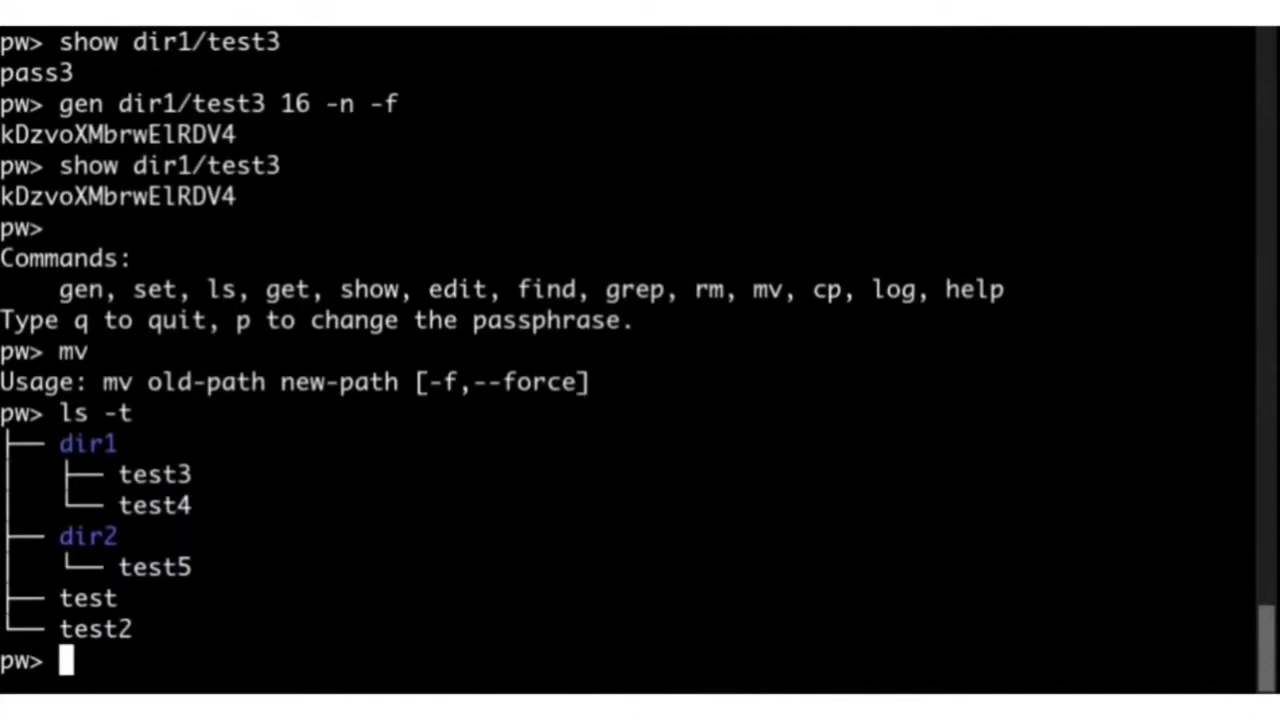 pw> show dir1/test3
pass3
pw> gen dir1/test3 16 -n -f
kDzvoXMbrwElRDV4
pw> show dir1/test3
kDzvoXMbrwElRDV4
pw>
Commands:
    gen, set, ls, get, show, edit, find, grep, rm, mv, cp, log, help
Type q to quit, p to change the passphrase.
pw> mv
Usage: mv old-path new-path [-f,--force]
pw> ls -t
├── dir1
│   ├── test3
│   └── test4
├── dir2
│   └── test5
├── test
└── test2
pw>